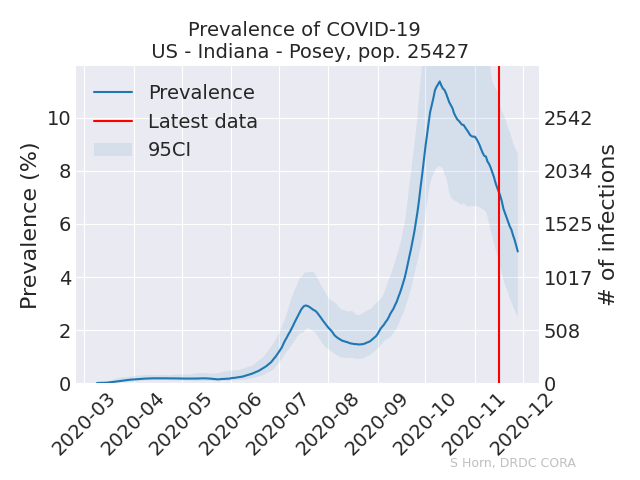 Prevalence of COVID-19
US - Indiana - Posey, pop. 25427
Prevalence
Latest data
95CI
Prevalence (%)
10
8
6
4
2
0
2542
2034
1525
1017
508
0
# of infections
2020-03
2020-04
2020-05
2020-06
2020-07
2020-08
2020-09
2020-10
2020-11
2020-12
S Horn, DRDC CORA